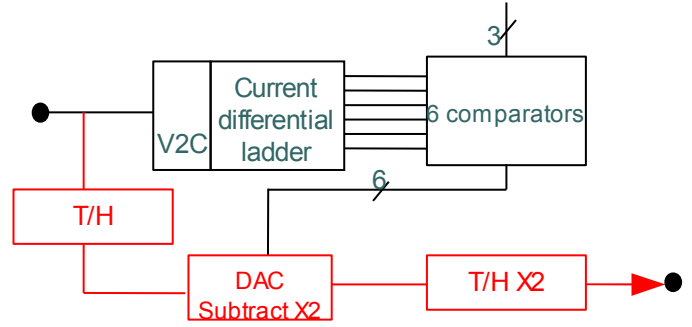 3
V2C
Current
differential
ladder
6 comparators
6
T/H
DAC
Subtract X2
T/H X2